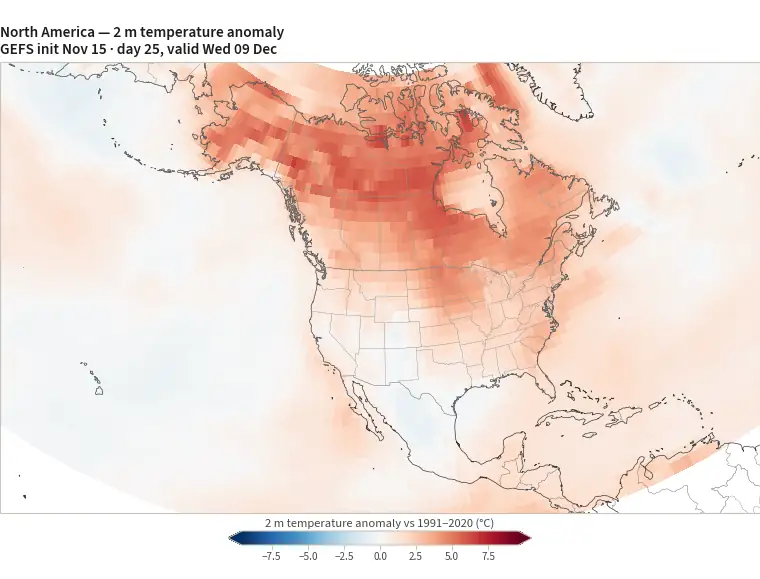 North America — 2 m temperature anomaly
GEFS init Nov 15 · day 25, valid Wed 09 Dec
2 m temperature anomaly vs 1991–2020 (°C)
−7.5 −5.0 −2.5 0.0 2.5 5.0 7.5